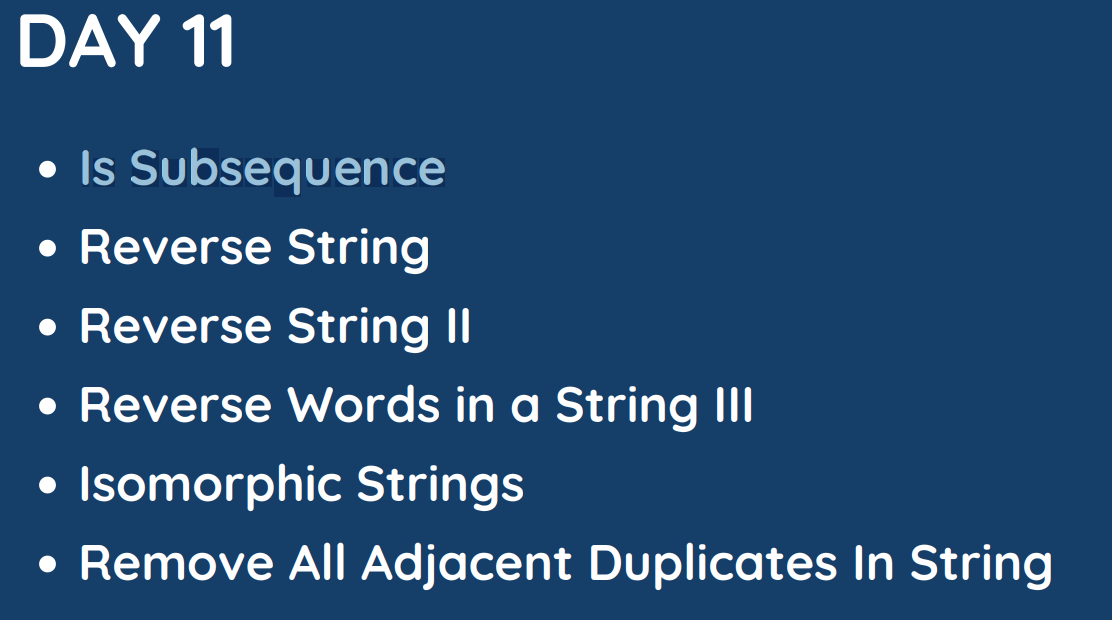 DAY 11
• Is Subsequence
• Reverse String
• Reverse String II
• Reverse Words in a String III
• Isomorphic Strings
• Remove All Adjacent Duplicates In String